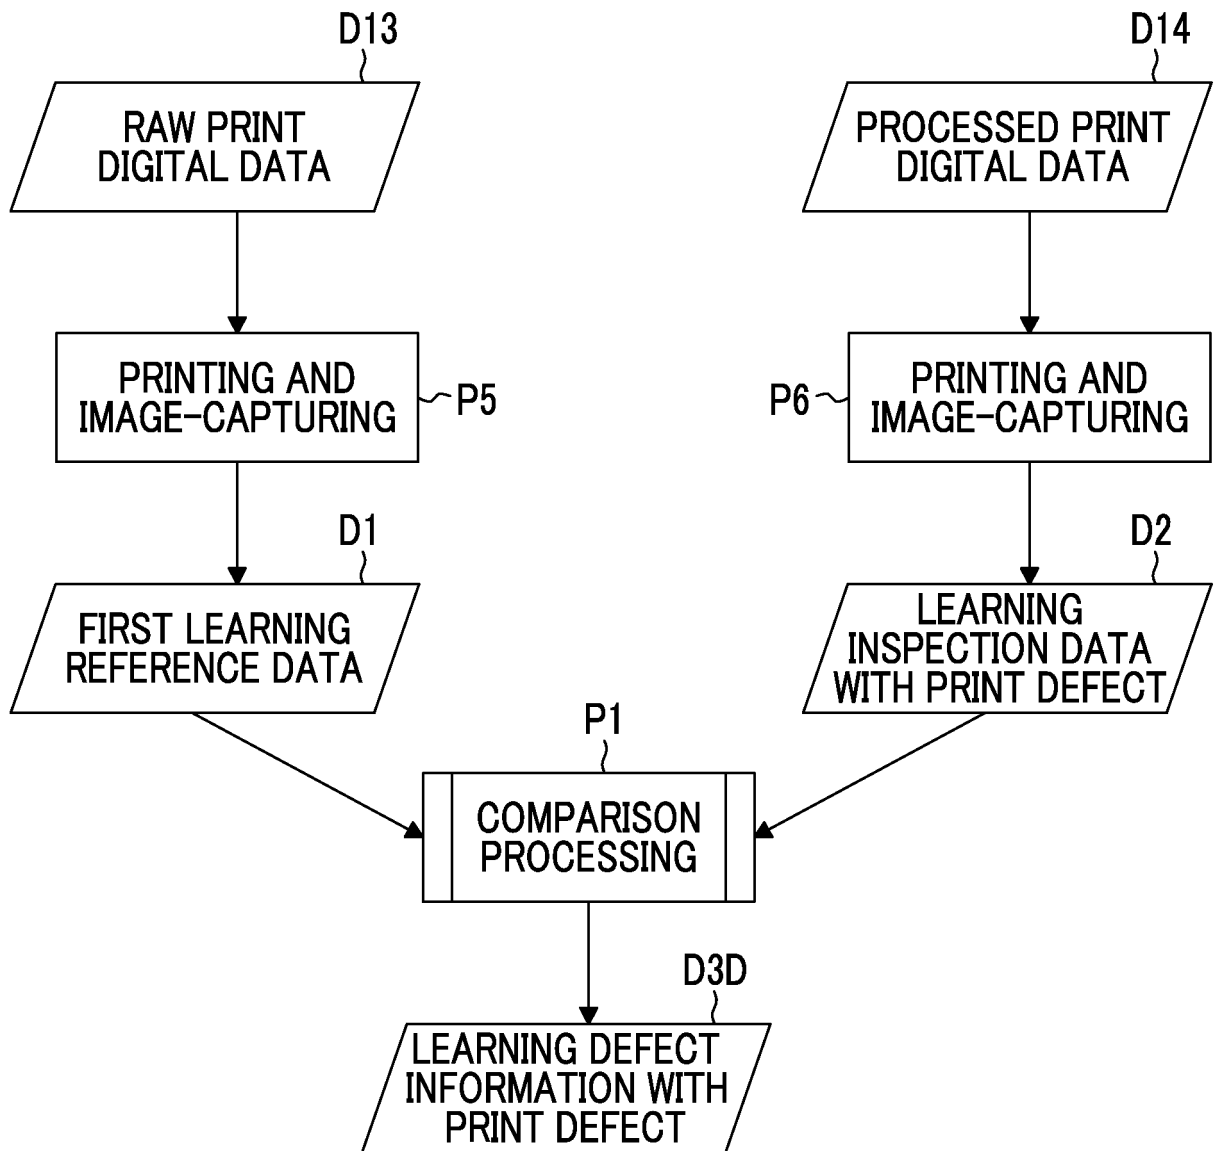 D13
RAW PRINT
DIGITAL DATA
D14
PROCESSED PRINT
DIGITAL DATA
PRINTING AND
IMAGE-CAPTURING
P5
P6
PRINTING AND
IMAGE-CAPTURING
D1
FIRST LEARNING
REFERENCE DATA
D2
LEARNING
INSPECTION DATA
WITH PRINT DEFECT
P1
COMPARISON
PROCESSING
D3D
LEARNING DEFECT
INFORMATION WITH
PRINT DEFECT